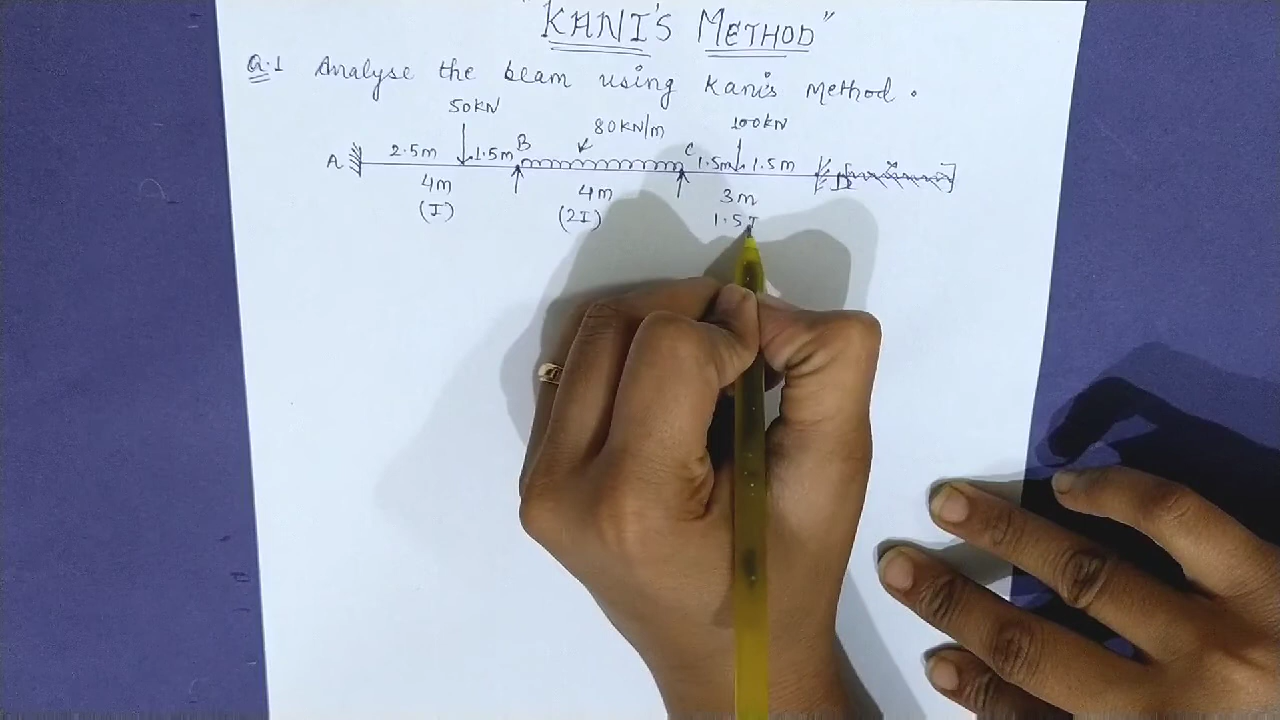 "KANI'S METHOD"
Q.1 Analyse the beam using Kani's Method.
50KN 80KN/m 100KN
A 2.5m 1.5m B C 1.5m 1.5m D
4m 4m 3m
(I) (2I) 1.5I